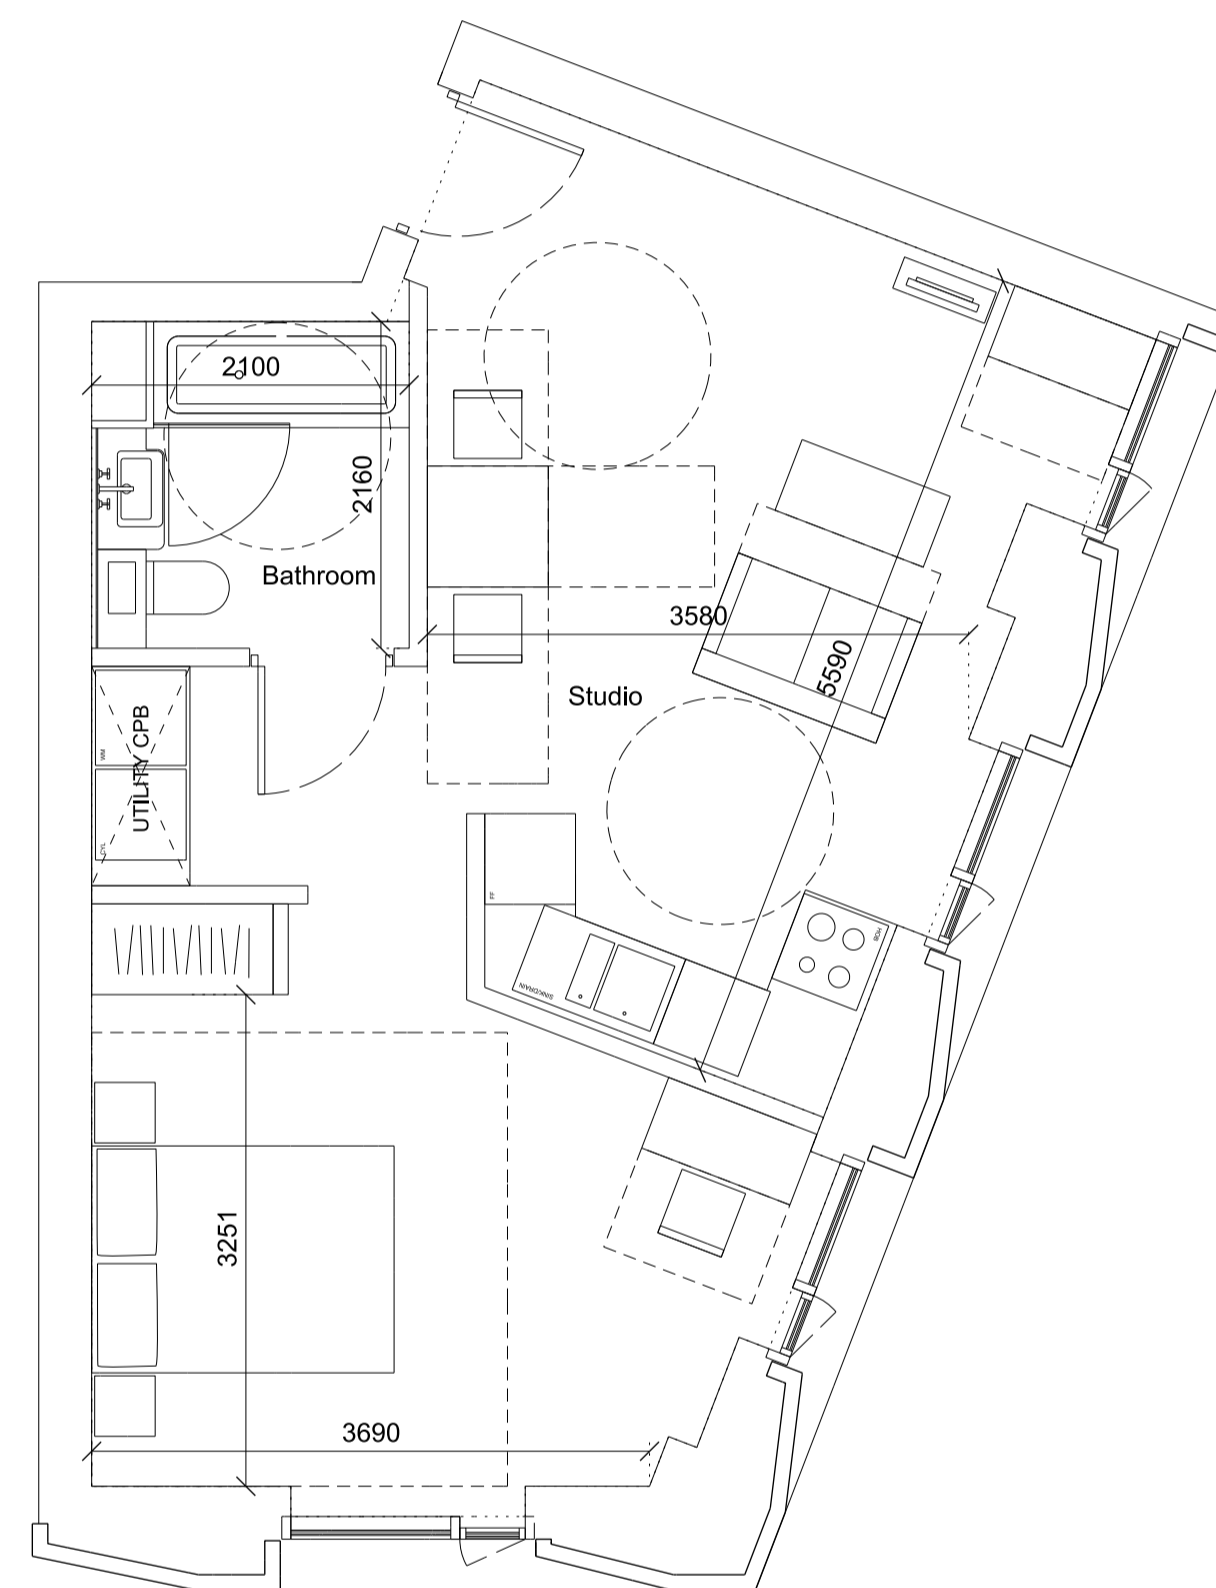 2100
2160
Bathroom
3580
5590
Studio
UTILITY CPB
WM
CYL
FF
HOB
SINK/DRAIN
3251
3690